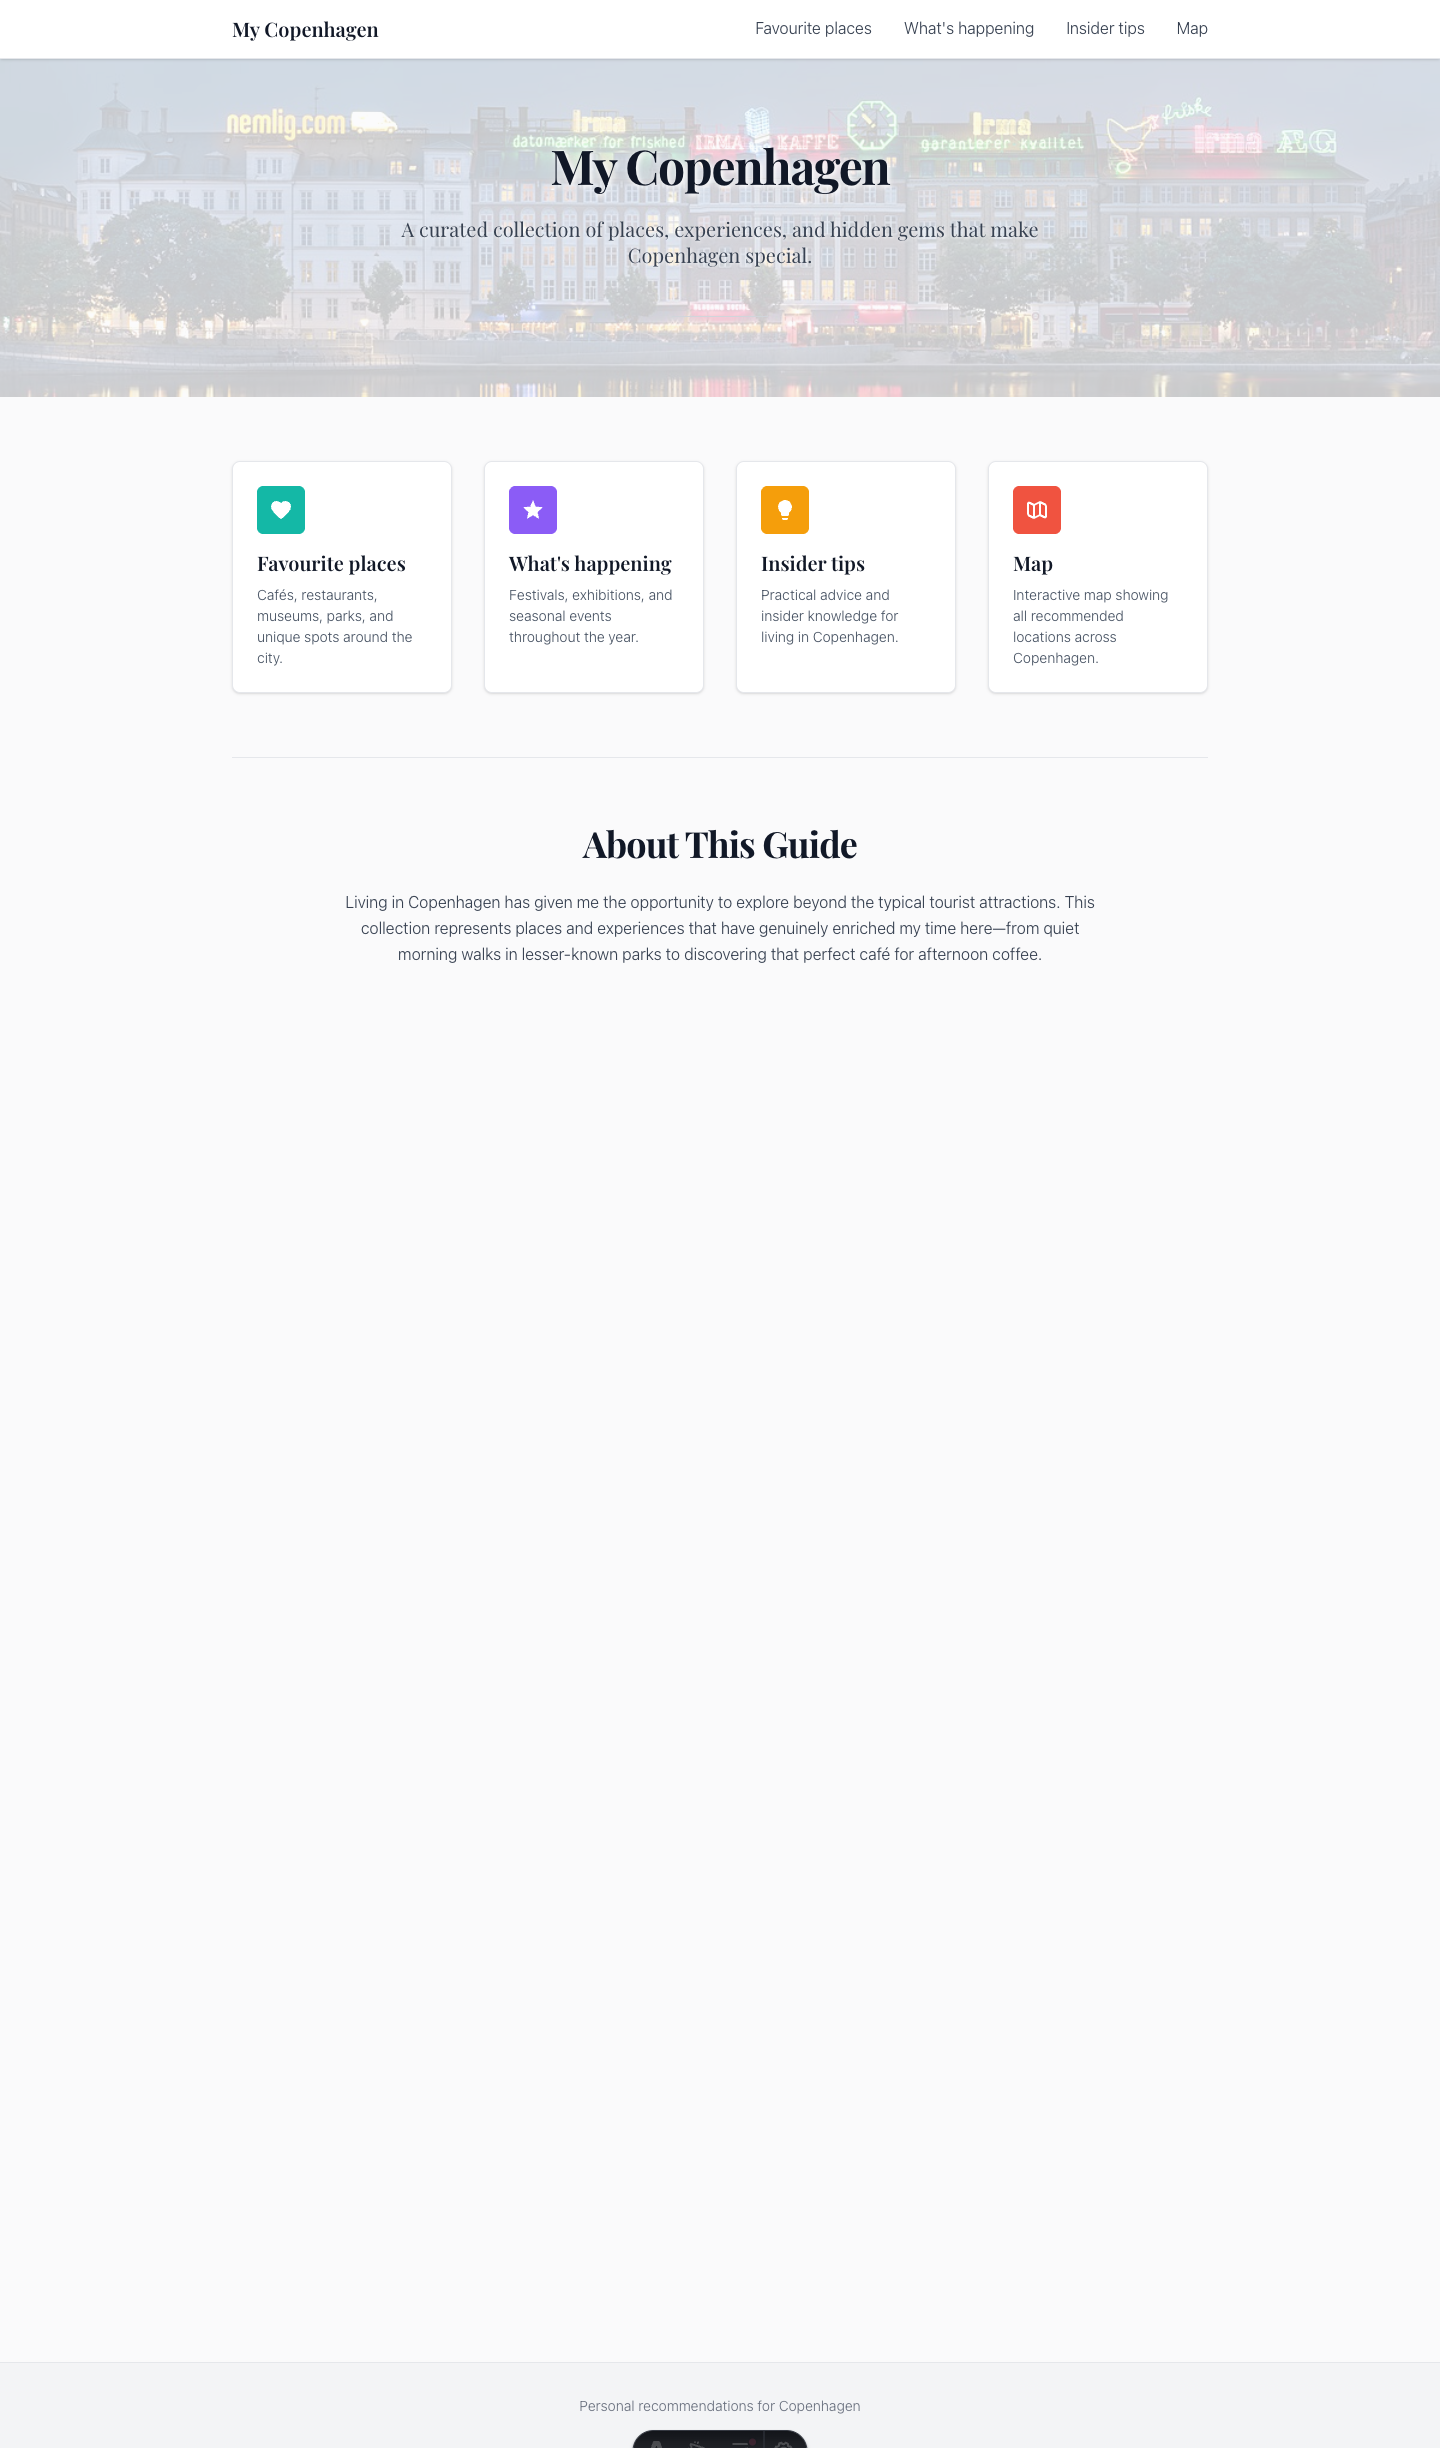 My Copenhagen
Favourite places
What's happening
Insider tips
Map
nemlig.com
Irma
datomærker for friskhed
IRMA KAFFE
Irma
garanterer kvalitet
friske
Irma ÆG
My Copenhagen
A curated collection of places, experiences, and hidden gems that make
Copenhagen special.
Favourite places
Cafés, restaurants,
museums, parks, and
unique spots around the
city.
What's happening
Festivals, exhibitions, and
seasonal events
throughout the year.
Insider tips
Practical advice and
insider knowledge for
living in Copenhagen.
Map
Interactive map showing
all recommended
locations across
Copenhagen.
About This Guide
Living in Copenhagen has given me the opportunity to explore beyond the typical tourist attractions. This
collection represents places and experiences that have genuinely enriched my time here—from quiet
morning walks in lesser-known parks to discovering that perfect café for afternoon coffee.
Personal recommendations for Copenhagen